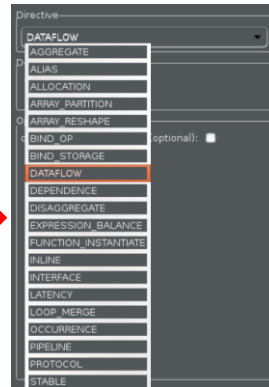 Directive
DATAFLOW
AGGREGATE
ALIAS
ALLOCATION
ARRAY_PARTITION
ARRAY_RESHAPE
BIND_OP
optional):
BIND_STORAGE
DATAFLOW
DEPENDENCE
DISAGGREGATE
EXPRESSION_BALANCE
FUNCTION_INSTANTIATE
INLINE
INTERFACE
LATENCY
LOOP_MERGE
OCCURRENCE
PIPELINE
PROTOCOL
STABLE